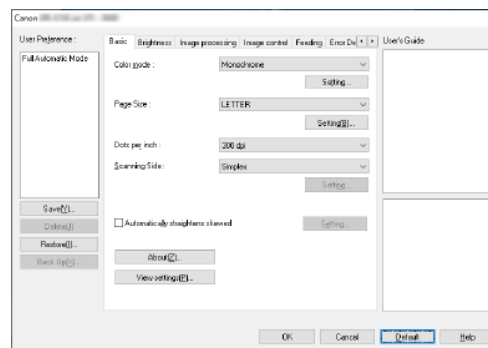 Canon
User Preference :
Full Automatic Mode
Save(V)...
Delete(J)
Restore(I)...
Basic
Brightness
Image processing
Image control
Feeding
Error De
Color mode :
Monochrome
Setting...
Page Size :
LETTER
Setting(B)...
Dots per inch :
300 dpi
Scanning Side :
Simplex
Setting...
Automatically straightens skewed
Setting...
About(Z)...
View settings(P)...
User's Guide
OK
Cancel
Default
Help